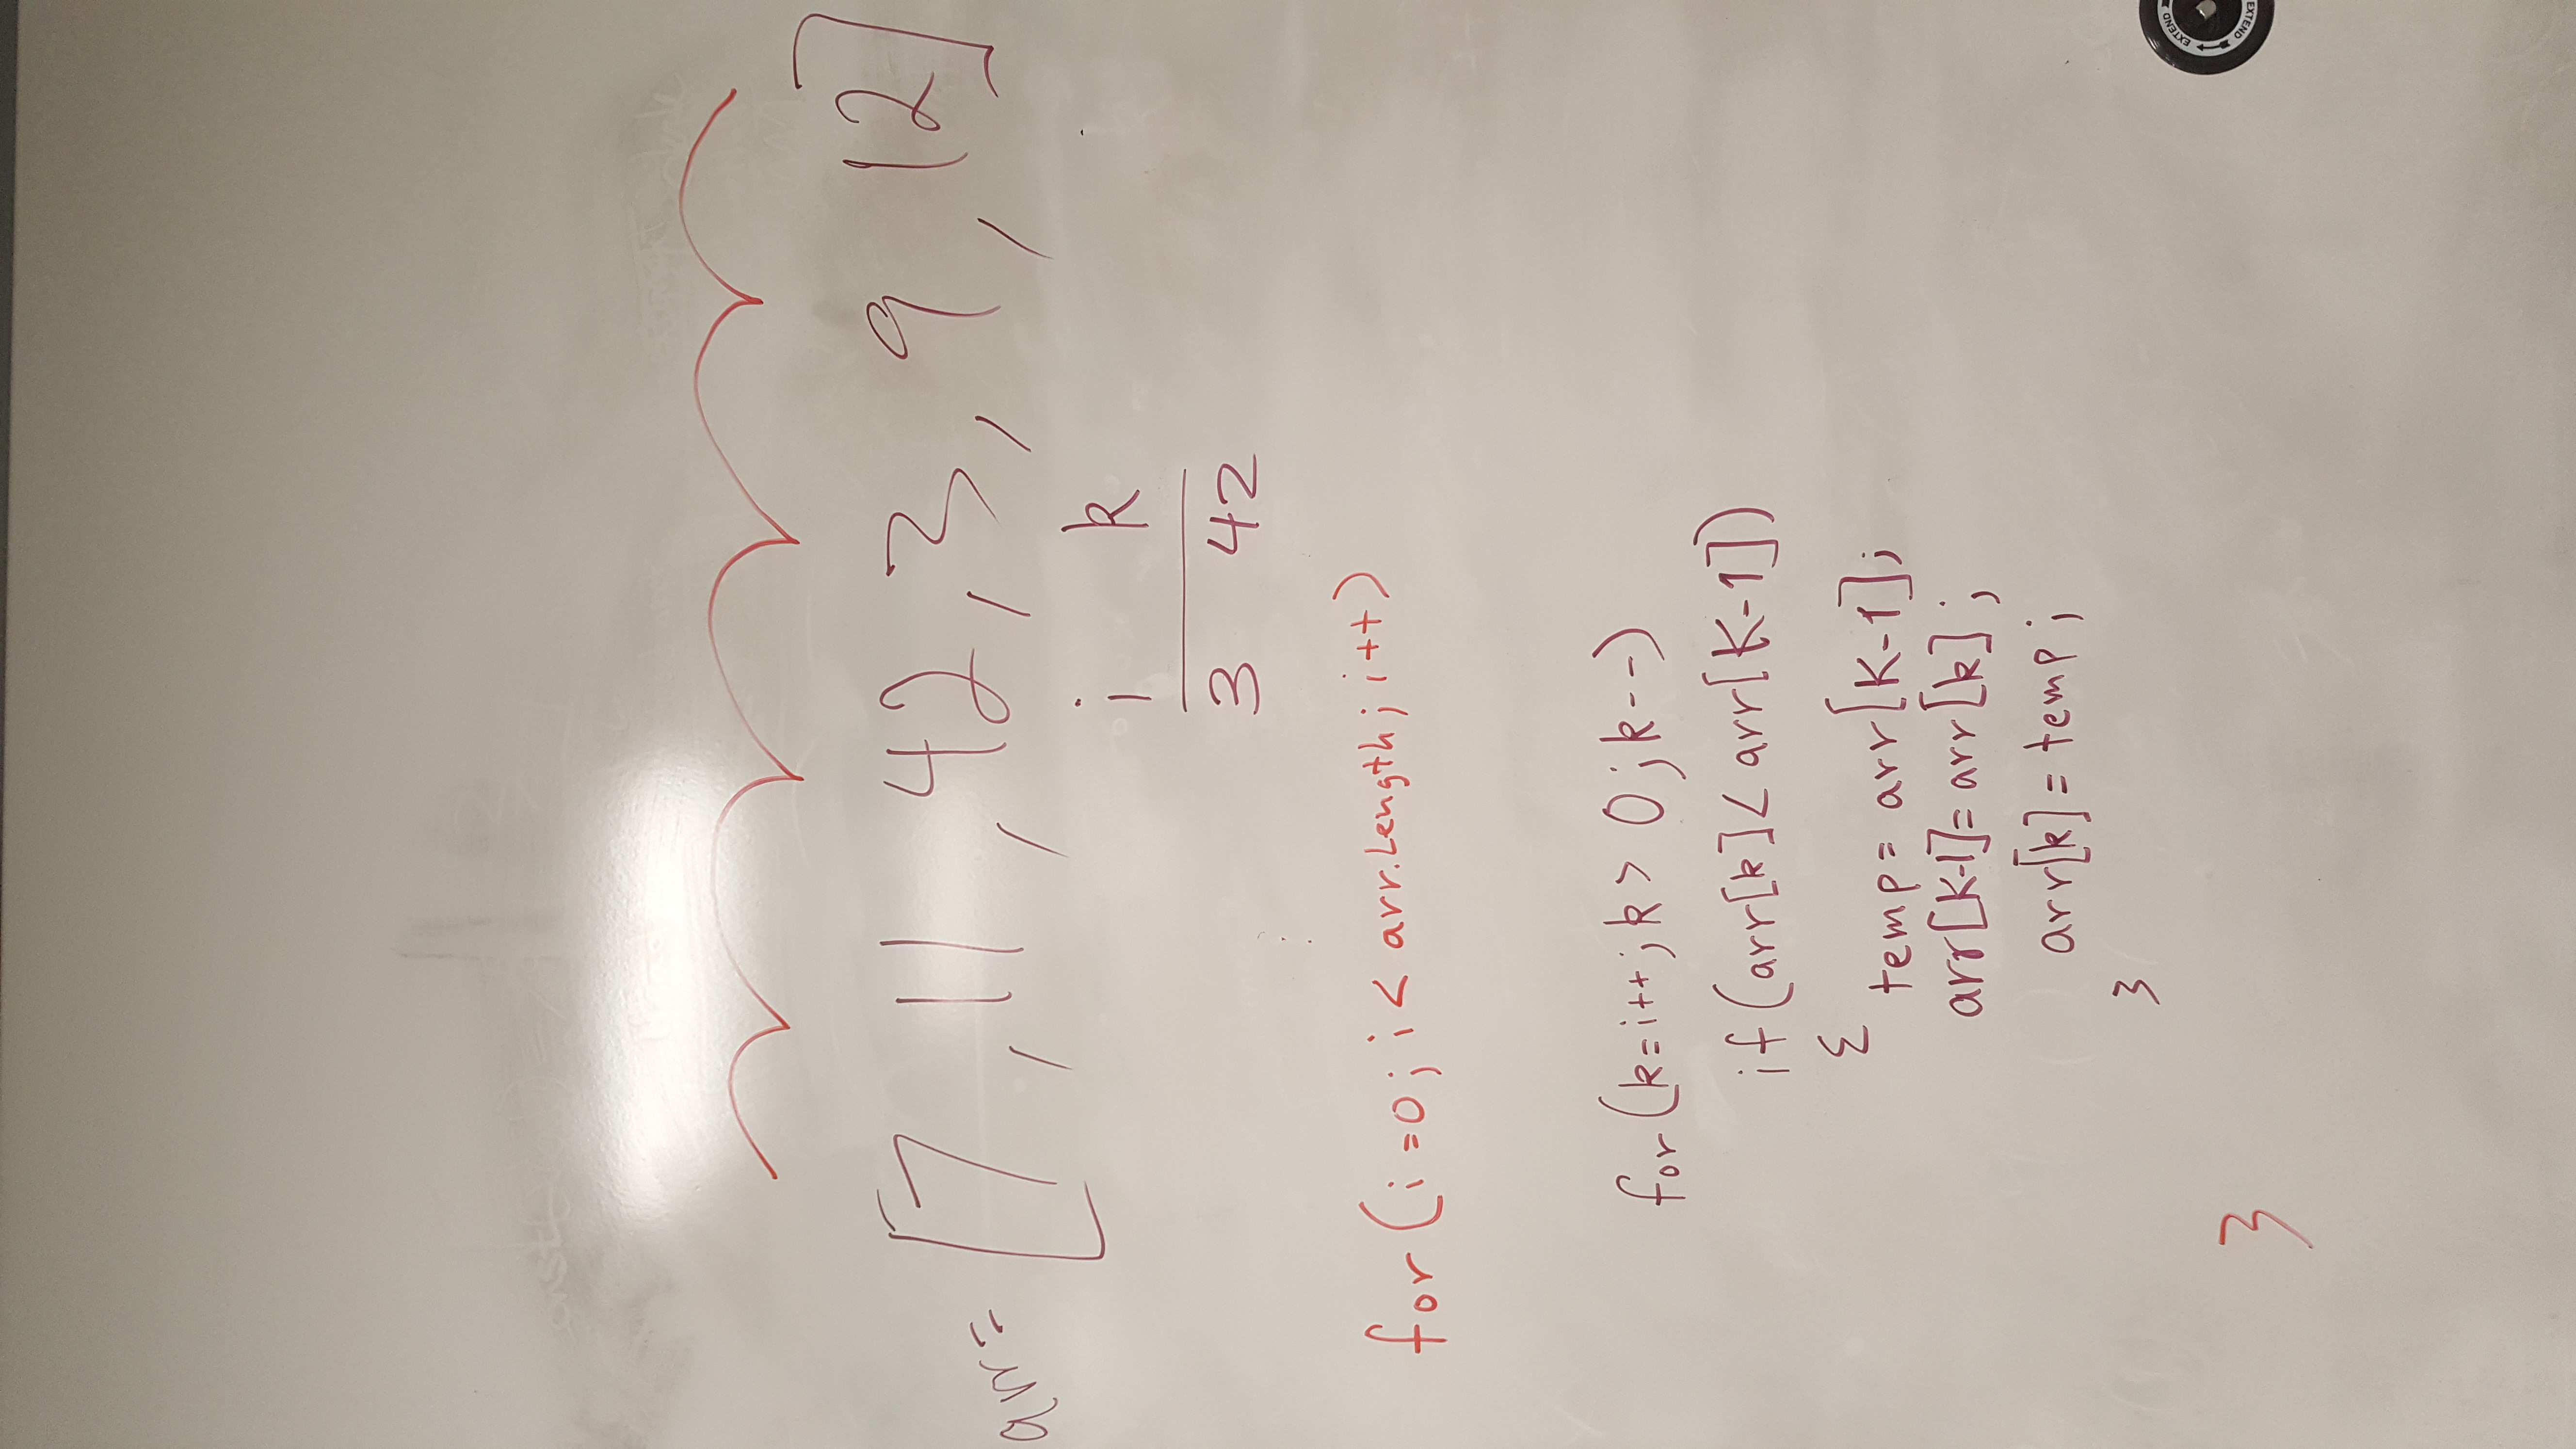 arr= [7, 11, 42, 3, 9, 12]
i k
3 42
for (i=0; i< arr.Length; i++)
for (k=i++; k> 0; k--)
if (arr[k]< arr[K-1])
{
temp= arr[K-1];
arr[K-1]= arr[k];
arr[k]= temp;
}
}
EXTEND
EXTEND